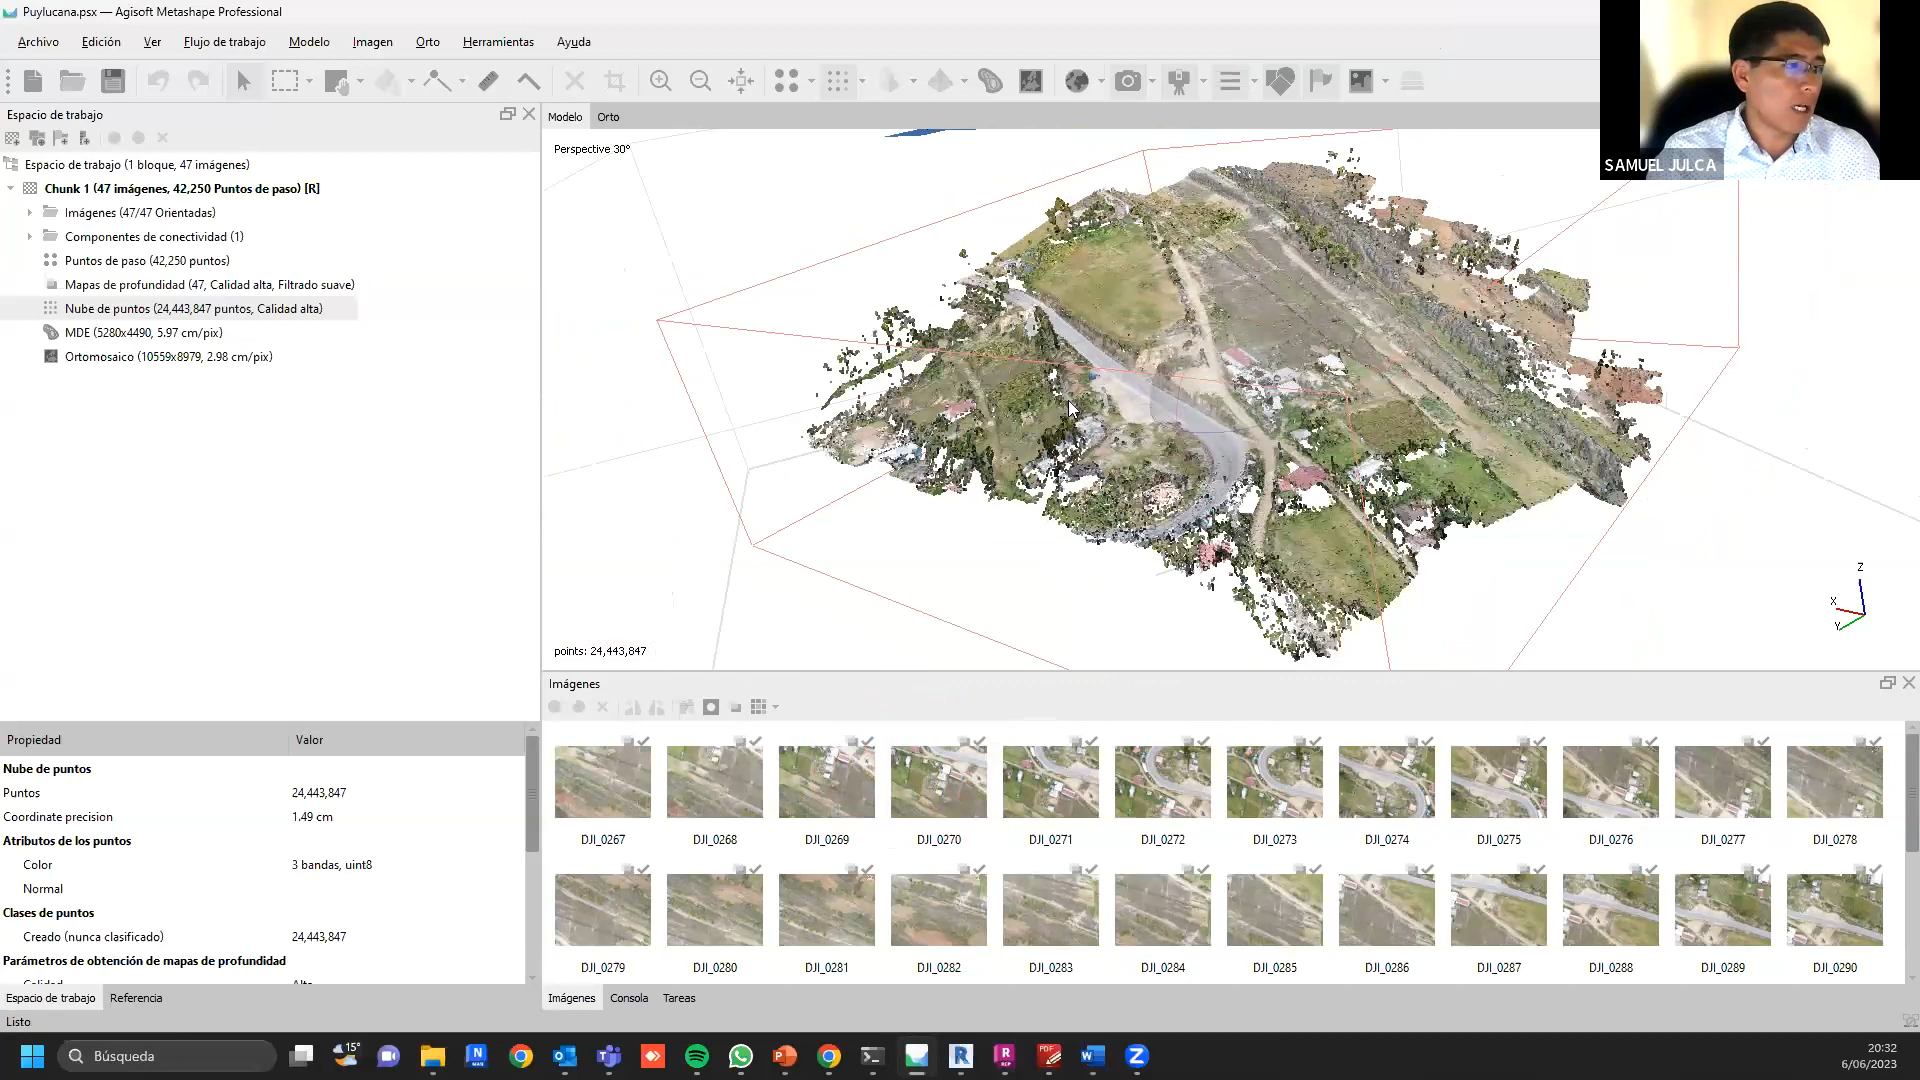 Puylucana.psx — Agisoft Metashape Professional
Archivo Edición Ver Flujo de trabajo Modelo Imagen Orto Herramientas Ayuda
SAMUEL JULCA
Espacio de trabajo
Espacio de trabajo (1 bloque, 47 imágenes)
Chunk 1 (47 imágenes, 42,250 Puntos de paso) [R]
Imágenes (47/47 Orientadas)
Componentes de conectividad (1)
Puntos de paso (42,250 puntos)
Mapas de profundidad (47, Calidad alta, Filtrado suave)
Nube de puntos (24,443,847 puntos, Calidad alta)
MDE (5280x4490, 5.97 cm/pix)
Ortomosaico (10559x8979, 2.98 cm/pix)
Modelo Orto
Perspective 30°
Z
X
Y
points: 24,443,847
Propiedad Valor
Nube de puntos
Puntos 24,443,847
Coordinate precision 1.49 cm
Atributos de los puntos
Color 3 bandas, uint8
Normal
Clases de puntos
Creado (nunca clasificado) 24,443,847
Parámetros de obtención de mapas de profundidad
Calidad Alta
Espacio de trabajo Referencia
Imágenes
DJI_0267 DJI_0268 DJI_0269 DJI_0270 DJI_0271 DJI_0272 DJI_0273 DJI_0274 DJI_0275 DJI_0276 DJI_0277 DJI_0278
DJI_0279 DJI_0280 DJI_0281 DJI_0282 DJI_0283 DJI_0284 DJI_0285 DJI_0286 DJI_0287 DJI_0288 DJI_0289 DJI_0290
Imágenes Consola Tareas
Listo
Búsqueda
15°
20:32
6/06/2023